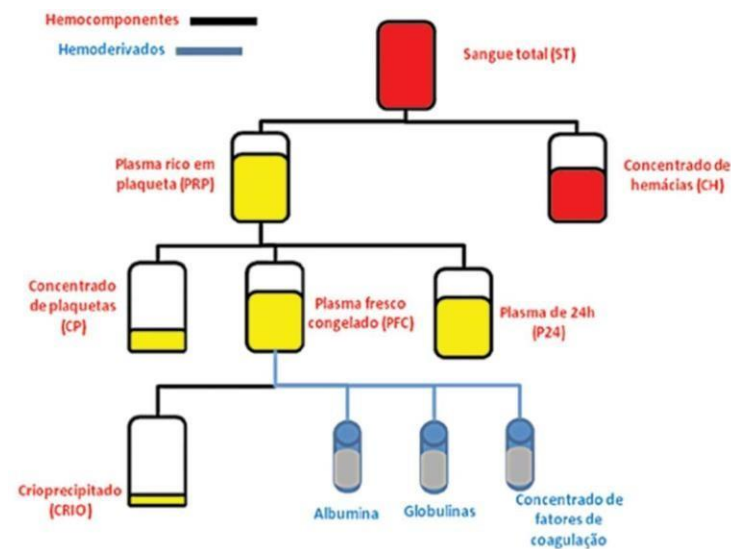 Hemocomponentes
Hemoderivados
Sangue total (ST)
Plasma rico em
plaqueta (PRP)
Concentrado de
hemácias (CH)
Concentrado
de plaquetas
(CP)
Plasma fresco
congelado (PFC)
Plasma de 24h
(P24)
Crioprecipitado
(CRIO)
Albumina
Globulinas
Concentrado de
fatores de
coagulação